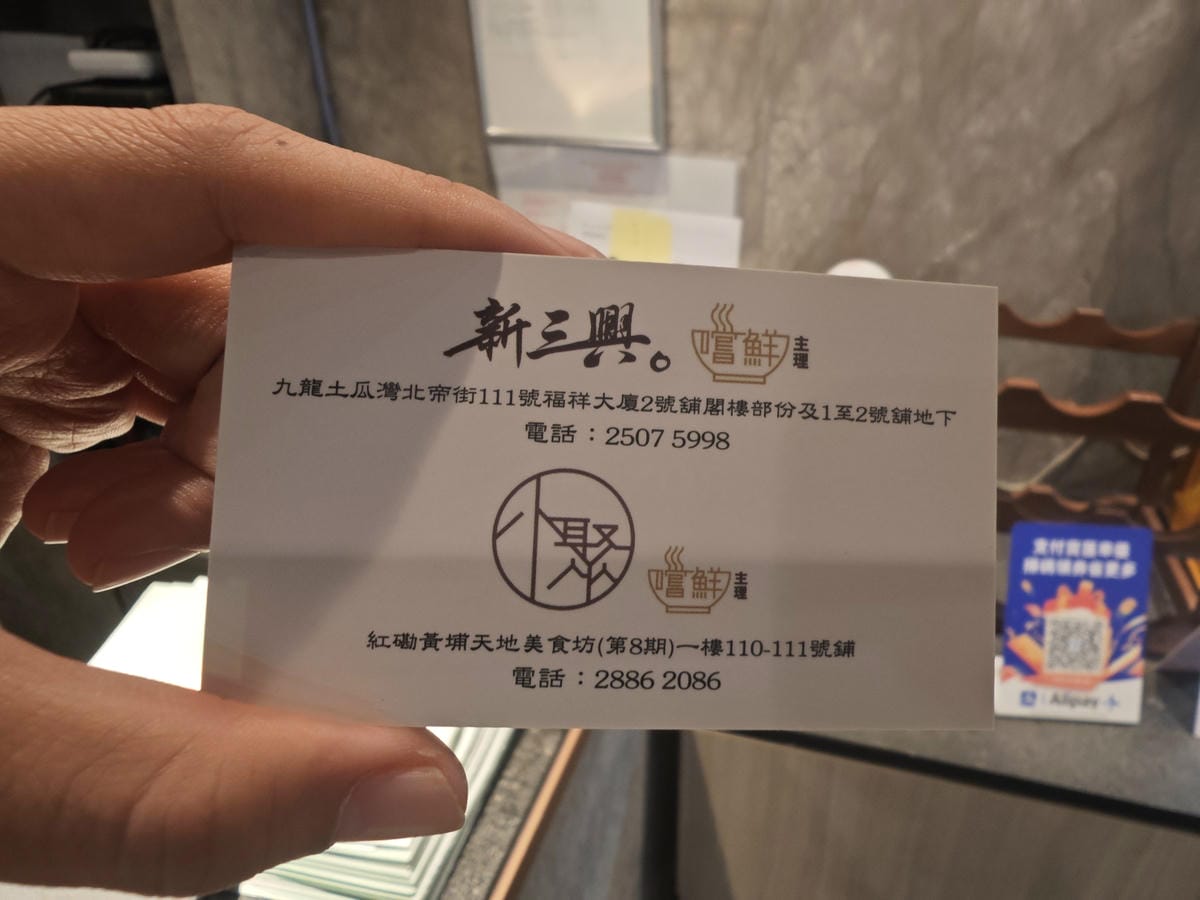 新三興。 嚐鮮 主理
九龍土瓜灣北帝街111號福祥大廈2號舖閣樓部份及1至2號舖地下
電話：2507 5998
小聚 嚐鮮 主理
紅磡黃埔天地美食坊(第8期)一樓110-111號舖
電話：2886 2086
Alipay